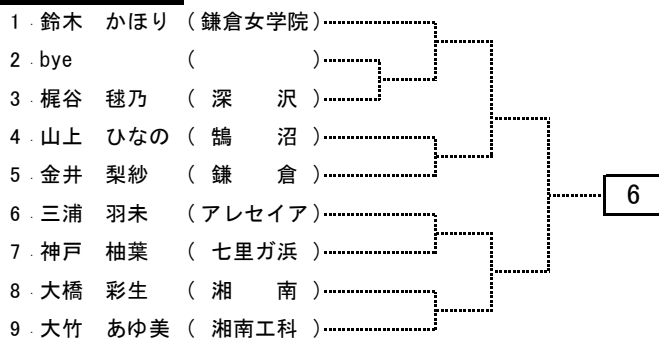 1 鈴木 かほり (鎌倉女学院)
2 bye ( )
3 梶谷 毬乃 ( 深 沢 )
4 山上 ひなの ( 鵠 沼 )
5 金井 梨紗 ( 鎌 倉 )
6 三浦 羽未 (アレセイア)
7 神戸 柚葉 ( 七里ガ浜 )
8 大橋 彩生 ( 湘 南 )
9 大竹 あゆ美 ( 湘南工科 )
6